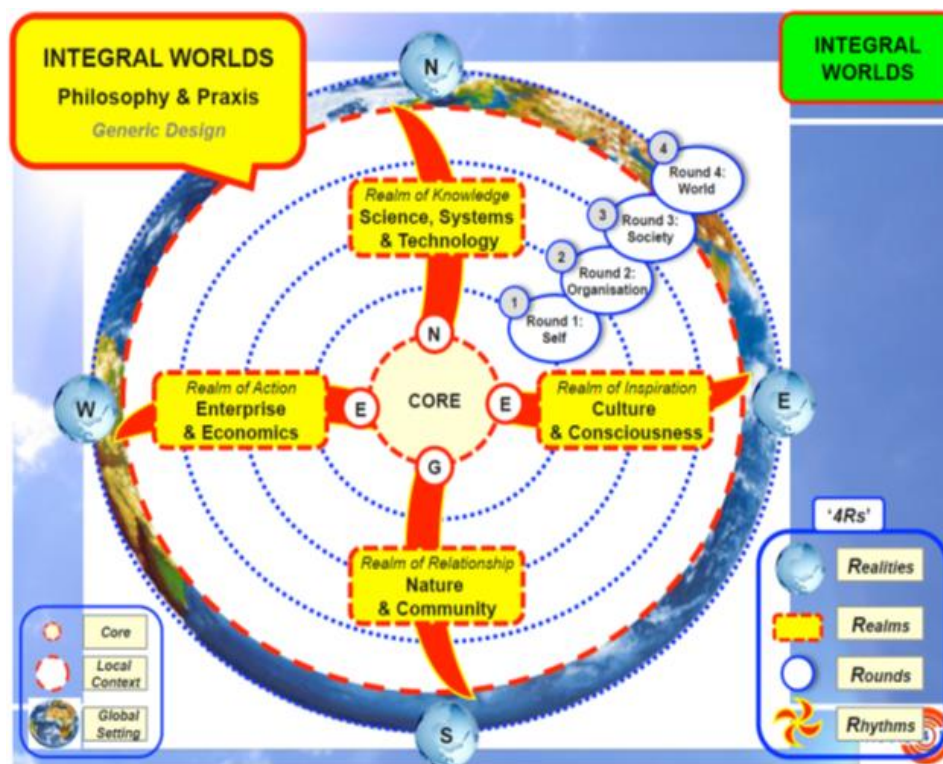 INTEGRAL WORLDS
Philosophy & Praxis
Generic Design
INTEGRAL
WORLDS
N
Realm of Knowledge
Science, Systems
& Technology
4
Round 4:
World
3
Round 3:
Society
2
Round 2:
Organisation
1
Round 1:
Self
N
W
Realm of Action
Enterprise
& Economics
E
CORE
E
Realm of Inspiration
Culture
& Consciousness
E
G
Realm of Relationship
Nature
& Community
S
Core
Local
Context
Global
Setting
'4Rs'
Realities
Realms
Rounds
Rhythms